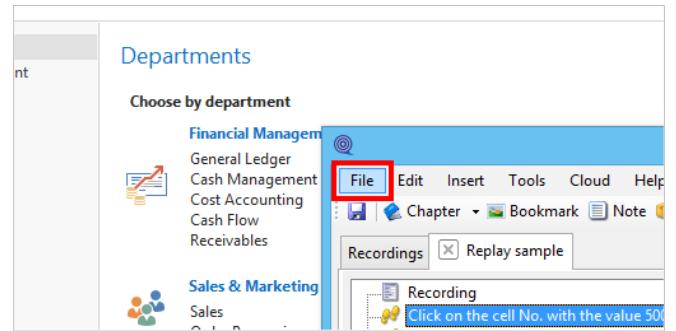 nt
Departments
Choose by department
Financial Managem
General Ledger
Cash Management
Cost Accounting
Cash Flow
Receivables
Sales & Marketing
Sales
File Edit Insert Tools Cloud Help
Chapter Bookmark Note
Recordings Replay sample
Recording
Click on the cell No. with the value 500